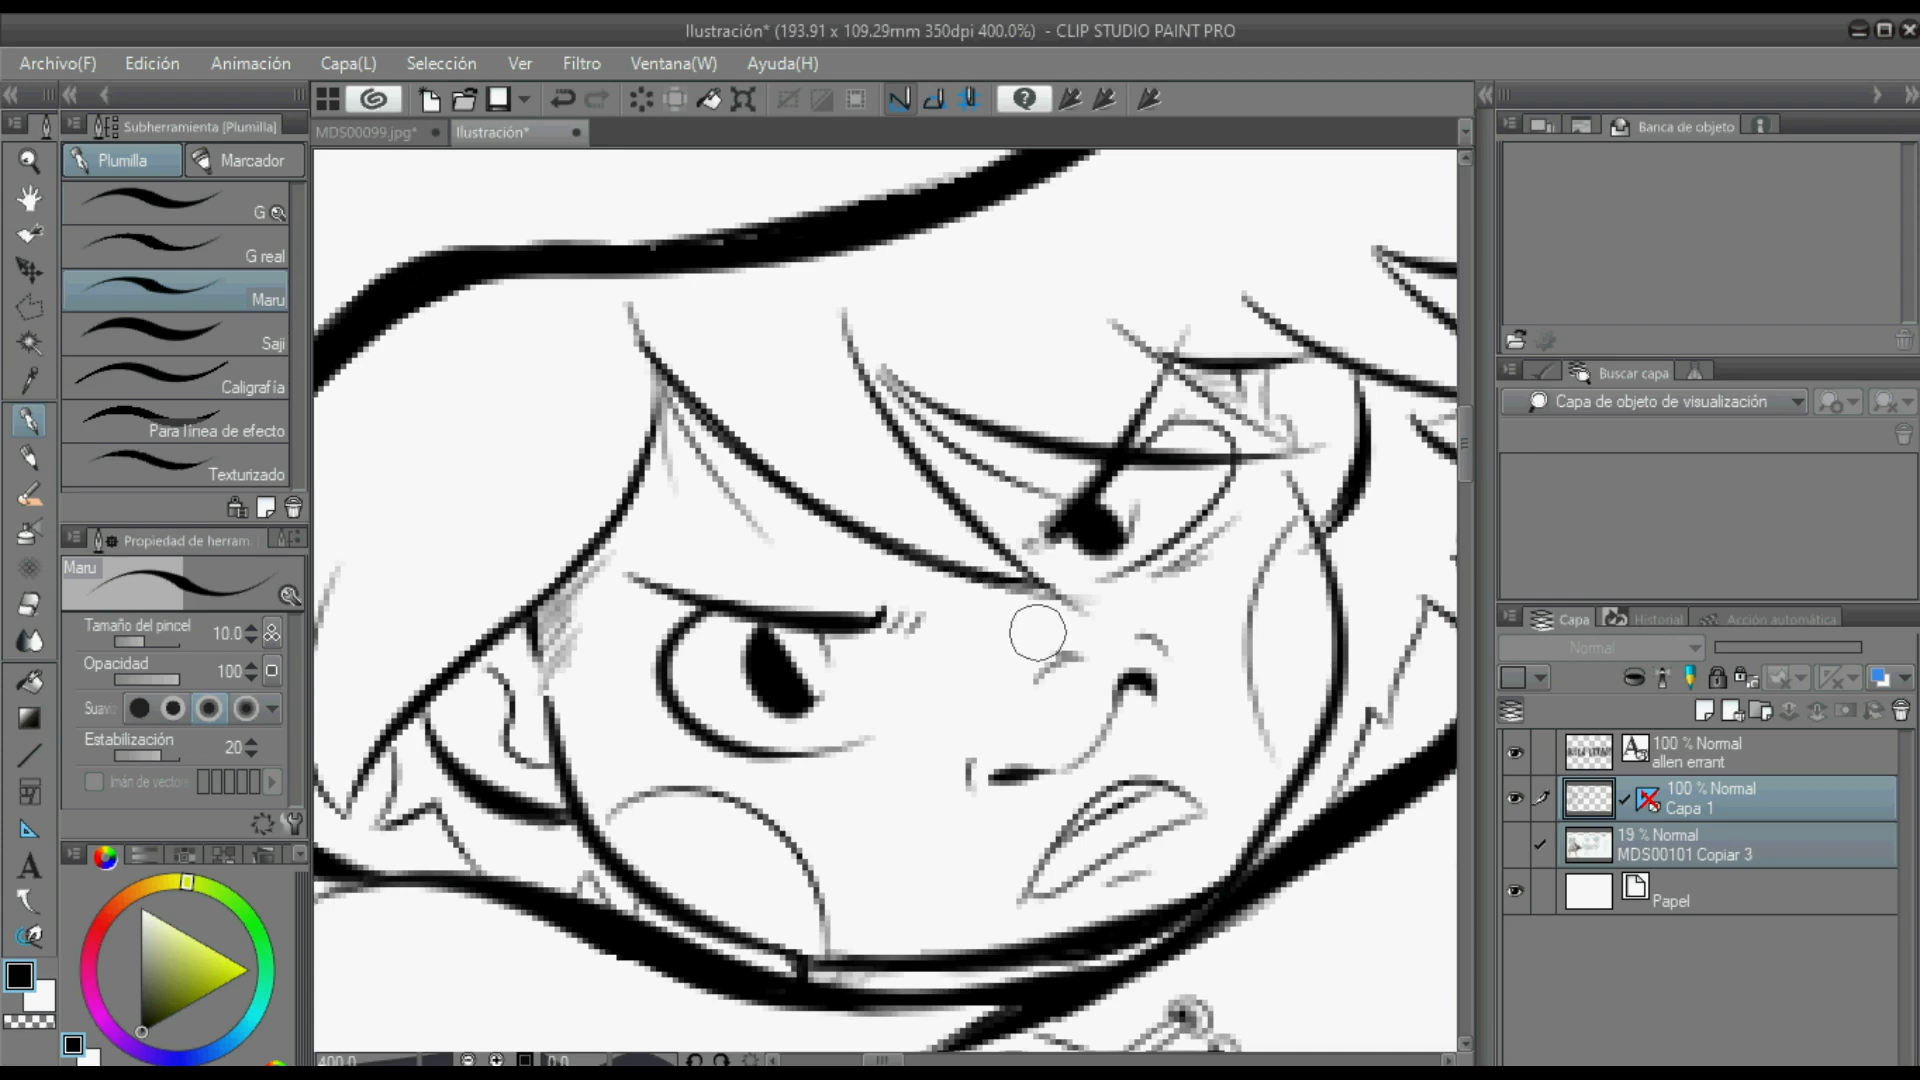 Ilustración* (193.91 x 109.29mm 350dpi 400.0%) - CLIP STUDIO PAINT PRO
Archivo(F) Edición Animación Capa(L) Selección Ver Filtro Ventana(W) Ayuda(H)
Subherramienta [Plumilla]
MDS00099.jpg* Ilustración*
Plumilla Marcador
G
G real
Maru
Saji
Caligrafía
Para línea de efecto
Texturizado
Propiedad de herram.
Maru
Tamaño del pincel 10.0
Opacidad 100
Suavi
Estabilización 20
Imán de vectore
400.0 0.0
Banca de objeto
Buscar capa
Capa de objeto de visualización
Capa Historial Acción automática
Normal
100 % Normal
allen errant
100 % Normal
Capa 1
19 % Normal
MDS00101 Copiar 3
Papel